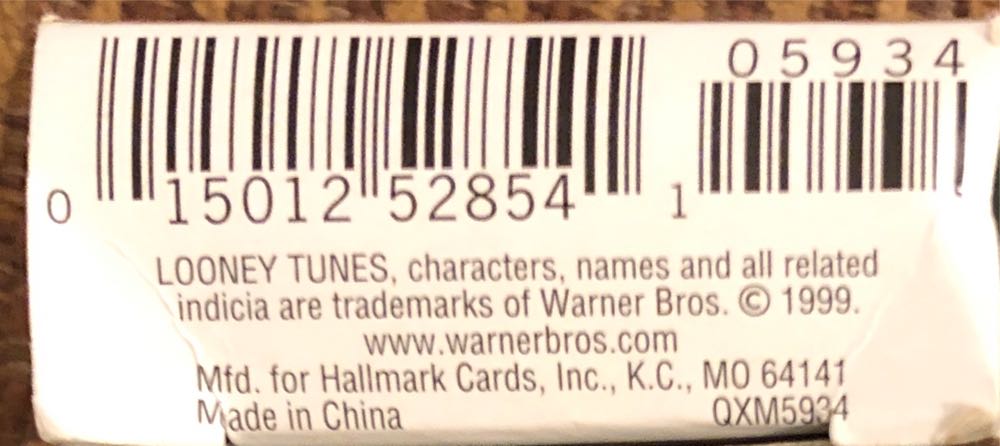 05934
0 15012 52854 1
LOONEY TUNES, characters, names and all related
indicia are trademarks of Warner Bros. © 1999.
www.warnerbros.com
Mfd. for Hallmark Cards, Inc., K.C., MO 64141
Made in China QXM5934